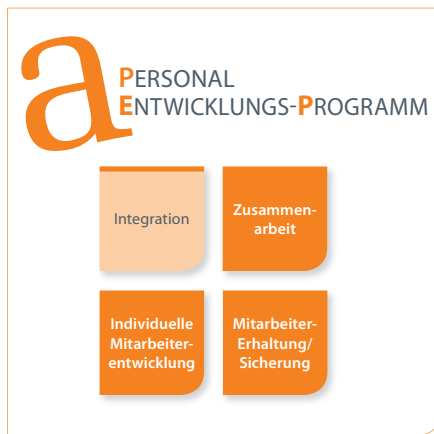 a
PERSONAL
ENTWICKLUNGS-PROGRAMM
Integration
Zusammen-
arbeit
Individuelle
Mitarbeiter-
entwicklung
Mitarbeiter-
Erhaltung/
Sicherung